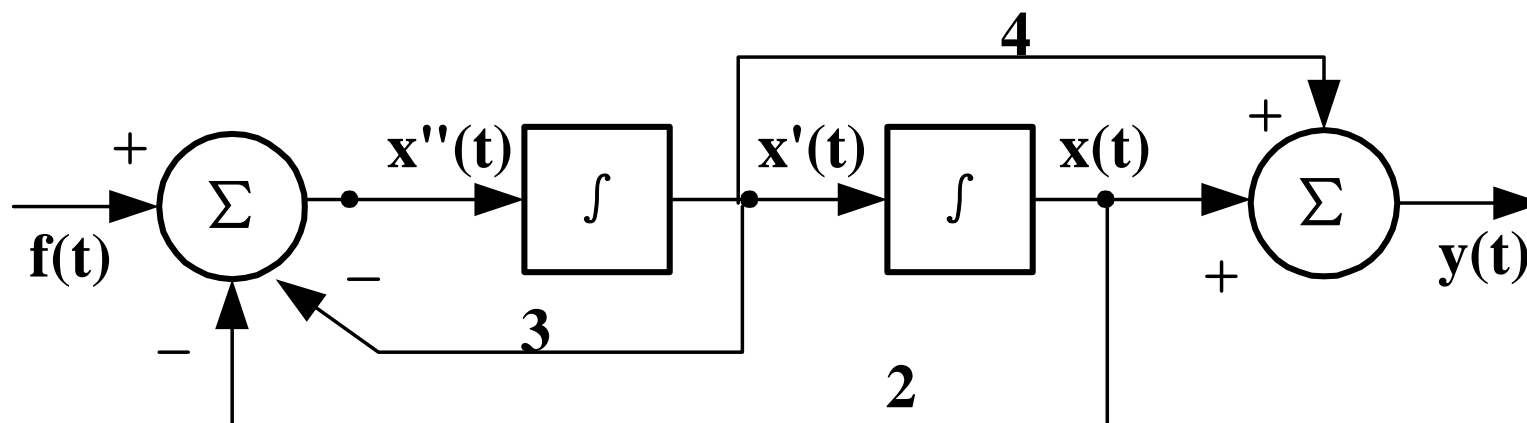 4
+ x''(t) ∫ x'(t) ∫ x(t) +
Σ Σ
f(t) − + y(t)
3
−
2